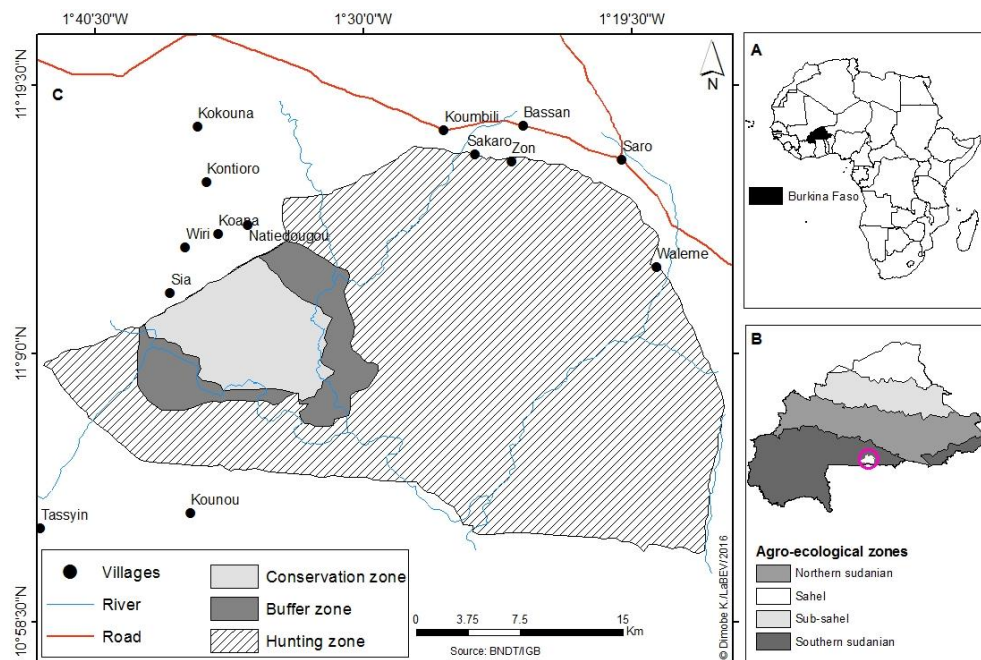 1°40'30"W
1°30'00"W
1°19'30"W
11°19'30"N
11°9'0"N
10°58'30"N
C
N
Kokouna
Koumbili
Bassan
Sakaro
Zon
Saro
Kontioro
Koana
Wiri
Natiedougou
Waleme
Sia
Kounou
Tassyin
Villages
River
Road
Conservation zone
Buffer zone
Hunting zone
0 3.75 7.5 15
Km
Source: BNDT/IGB
© Dimobe K./LaBEV/2016
A
Burkina Faso
B
Agro-ecological zones
Northern sudanian
Sahel
Sub-sahel
Southern sudanian